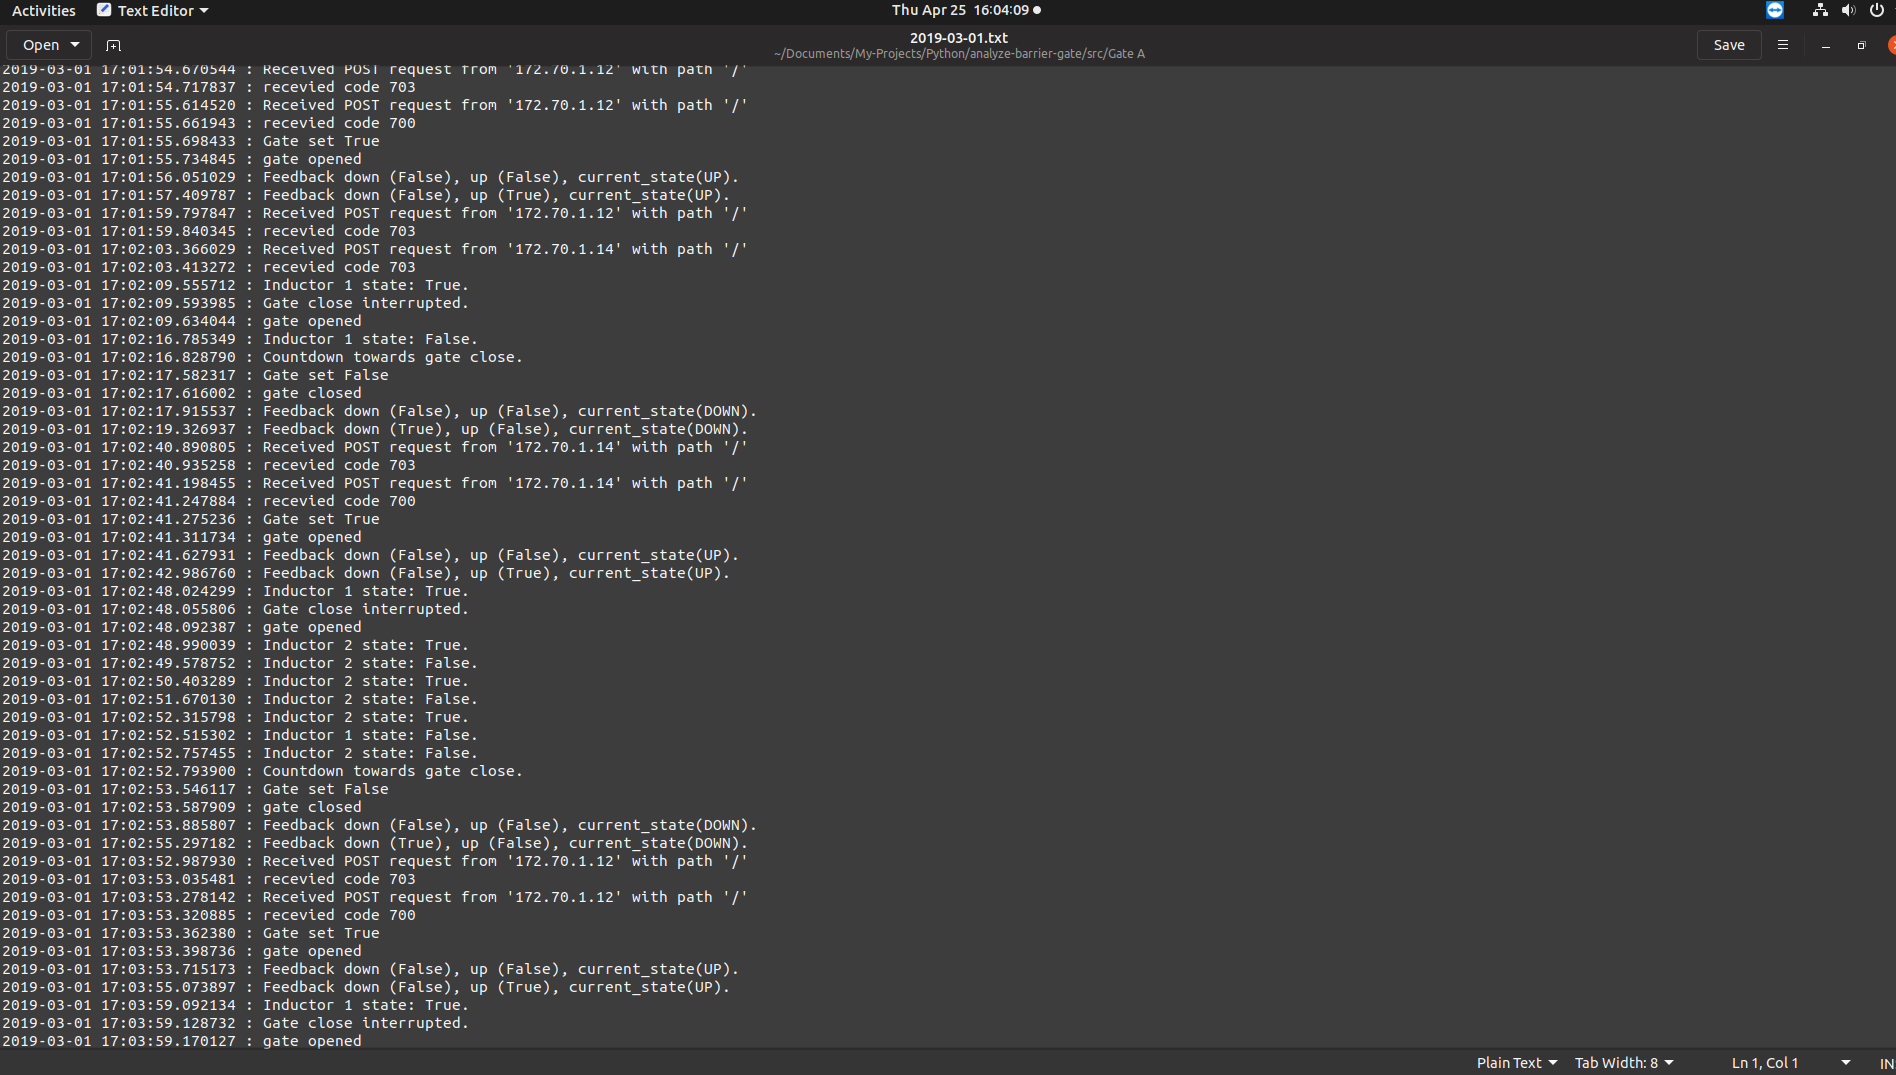 Activities Text Editor Thu Apr 25 16:04:09
Open 2019-03-01.txt Save
~/Documents/My-Projects/Python/analyze-barrier-gate/src/Gate A
2019-03-01 17:01:54.670544 : Received POST request from '172.70.1.12' with path '/'
2019-03-01 17:01:54.717837 : recevied code 703
2019-03-01 17:01:55.614520 : Received POST request from '172.70.1.12' with path '/'
2019-03-01 17:01:55.661943 : recevied code 700
2019-03-01 17:01:55.698433 : Gate set True
2019-03-01 17:01:55.734845 : gate opened
2019-03-01 17:01:56.051029 : Feedback down (False), up (False), current_state(UP).
2019-03-01 17:01:57.409787 : Feedback down (False), up (True), current_state(UP).
2019-03-01 17:01:59.797847 : Received POST request from '172.70.1.12' with path '/'
2019-03-01 17:01:59.840345 : recevied code 703
2019-03-01 17:02:03.366029 : Received POST request from '172.70.1.14' with path '/'
2019-03-01 17:02:03.413272 : recevied code 703
2019-03-01 17:02:09.555712 : Inductor 1 state: True.
2019-03-01 17:02:09.593985 : Gate close interrupted.
2019-03-01 17:02:09.634044 : gate opened
2019-03-01 17:02:16.785349 : Inductor 1 state: False.
2019-03-01 17:02:16.828790 : Countdown towards gate close.
2019-03-01 17:02:17.582317 : Gate set False
2019-03-01 17:02:17.616002 : gate closed
2019-03-01 17:02:17.915537 : Feedback down (False), up (False), current_state(DOWN).
2019-03-01 17:02:19.326937 : Feedback down (True), up (False), current_state(DOWN).
2019-03-01 17:02:40.890805 : Received POST request from '172.70.1.14' with path '/'
2019-03-01 17:02:40.935258 : recevied code 703
2019-03-01 17:02:41.198455 : Received POST request from '172.70.1.14' with path '/'
2019-03-01 17:02:41.247884 : recevied code 700
2019-03-01 17:02:41.275236 : Gate set True
2019-03-01 17:02:41.311734 : gate opened
2019-03-01 17:02:41.627931 : Feedback down (False), up (False), current_state(UP).
2019-03-01 17:02:42.986760 : Feedback down (False), up (True), current_state(UP).
2019-03-01 17:02:48.024299 : Inductor 1 state: True.
2019-03-01 17:02:48.055806 : Gate close interrupted.
2019-03-01 17:02:48.092387 : gate opened
2019-03-01 17:02:48.990039 : Inductor 2 state: True.
2019-03-01 17:02:49.578752 : Inductor 2 state: False.
2019-03-01 17:02:50.403289 : Inductor 2 state: True.
2019-03-01 17:02:51.670130 : Inductor 2 state: False.
2019-03-01 17:02:52.315798 : Inductor 2 state: True.
2019-03-01 17:02:52.515302 : Inductor 1 state: False.
2019-03-01 17:02:52.757455 : Inductor 2 state: False.
2019-03-01 17:02:52.793900 : Countdown towards gate close.
2019-03-01 17:02:53.546117 : Gate set False
2019-03-01 17:02:53.587909 : gate closed
2019-03-01 17:02:53.885807 : Feedback down (False), up (False), current_state(DOWN).
2019-03-01 17:02:55.297182 : Feedback down (True), up (False), current_state(DOWN).
2019-03-01 17:03:52.987930 : Received POST request from '172.70.1.12' with path '/'
2019-03-01 17:03:53.035481 : recevied code 703
2019-03-01 17:03:53.278142 : Received POST request from '172.70.1.12' with path '/'
2019-03-01 17:03:53.320885 : recevied code 700
2019-03-01 17:03:53.362380 : Gate set True
2019-03-01 17:03:53.398736 : gate opened
2019-03-01 17:03:53.715173 : Feedback down (False), up (False), current_state(UP).
2019-03-01 17:03:55.073897 : Feedback down (False), up (True), current_state(UP).
2019-03-01 17:03:59.092134 : Inductor 1 state: True.
2019-03-01 17:03:59.128732 : Gate close interrupted.
2019-03-01 17:03:59.170127 : gate opened
Plain Text Tab Width: 8 Ln 1, Col 1 IN